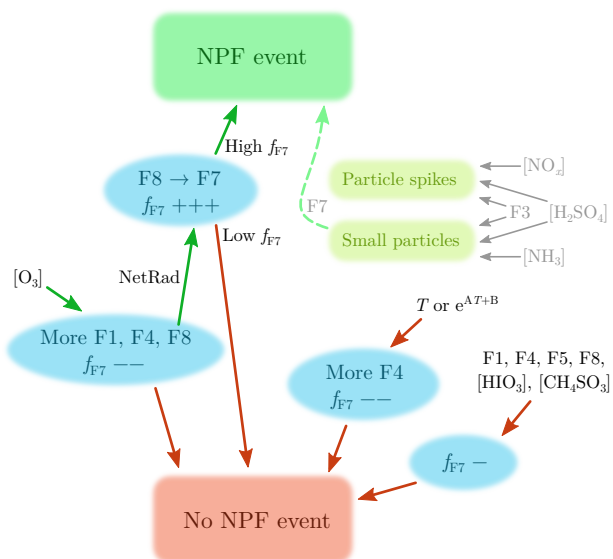 NPF event
High f_F7
F8 → F7
f_F7 +++
[NO_x]
Particle spikes
F7
F3
[H_2SO_4]
Low f_F7
Small particles
[NH_3]
[O_3]
NetRad
T or e^{AT+B}
More F1, F4, F8
f_F7 −−
More F4
f_F7 −−
F1, F4, F5, F8,
[HIO_3], [CH_4SO_3]
f_F7 −
No NPF event